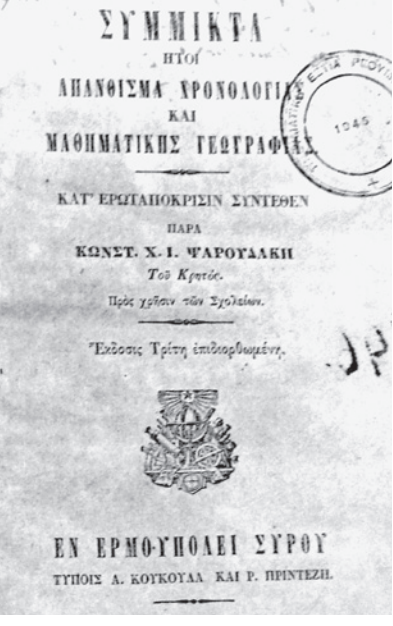 ΣΥΜΜΙΚΤΑ
ΗΤΟΙ
ΑΠΑΝΘΙΣΜΑ ΧΡΟΝΟΛΟΓΙΑΣ
ΚΑΙ
ΜΑΘΗΜΑΤΙΚΗΣ ΓΕΩΓΡΑΦΙΑΣ.
ΚΑΤ' ΕΡΩΤΑΠΟΚΡΙΣΙΝ ΣΥΝΤΕΘΕΝ
ΠΑΡΑ
ΚΩΝΣΤ. Χ. Ι. ΨΑΡΟΥΔΑΚΗ
Τοῦ Κρητός.
Πρὸς χρῆσιν τῶν Σχολείων.
Ἔκδοσις Τρίτη ἐπιδιορθωμένη.
ΕΝ ΕΡΜΟΥΠΟΛΕΙ ΣΥΡΟΥ
ΤΥΠΟΙΣ Α. ΚΟΥΚΟΥΛΑ ΚΑΙ Ρ. ΠΡΙΝΤΕΖΗ.
ΕΣΤΙΑ
1945